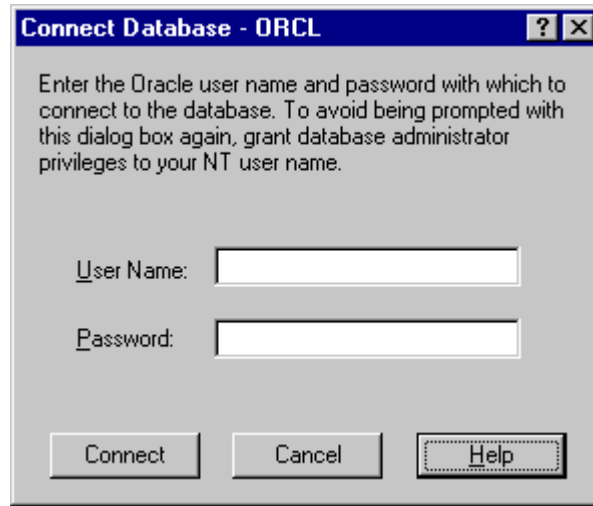 Connect Database - ORCL
Enter the Oracle user name and password with which to
connect to the database. To avoid being prompted with
this dialog box again, grant database administrator
privileges to your NT user name.
User Name:
Password:
Connect Cancel Help